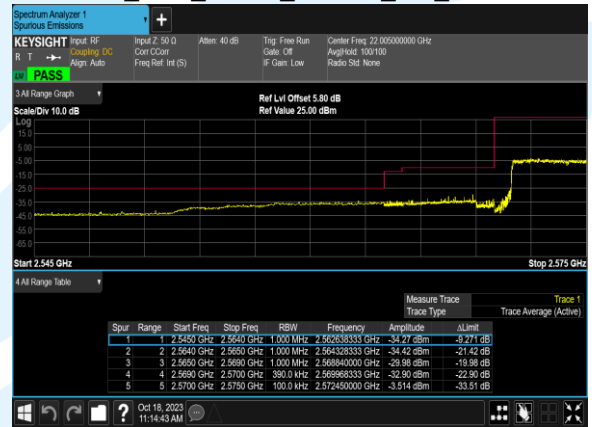 Spectrum Analyzer 1
Spurious Emissions
+
KEYSIGHT Input: RF Input Z: 50 Ω Atten: 40 dB Trig: Free Run Center Freq: 22.005000000 GHz
R T Coupling: DC Corr CCorr Gate: Off Avg|Hold: 100/100
Align: Auto Freq Ref: Int (S) IF Gain: Low Radio Std: None
PASS
3 All Range Graph
Ref Lvl Offset 5.80 dB
Scale/Div 10.0 dB Ref Value 25.00 dBm
Log
15.0
5.00
-5.00
-15.0
-25.0
-35.0
-45.0
-55.0
-65.0
Start 2.545 GHz Stop 2.575 GHz
4 All Range Table
Measure Trace Trace 1
Trace Type Trace Average (Active)
Spur Range Start Freq Stop Freq RBW Frequency Amplitude ΔLimit
1 1 2.5450 GHz 2.5640 GHz 1.000 MHz 2.562638333 GHz -34.27 dBm -9.271 dB
2 2 2.5640 GHz 2.5650 GHz 1.000 MHz 2.564328333 GHz -34.42 dBm -21.42 dB
3 3 2.5650 GHz 2.5690 GHz 1.000 MHz 2.568840000 GHz -29.98 dBm -19.98 dB
4 4 2.5690 GHz 2.5700 GHz 390.0 kHz 2.569968333 GHz -32.90 dBm -22.90 dB
5 5 2.5700 GHz 2.5750 GHz 100.0 kHz 2.572450000 GHz -3.514 dBm -33.51 dB
? Oct 18, 2023
11:14:43 AM